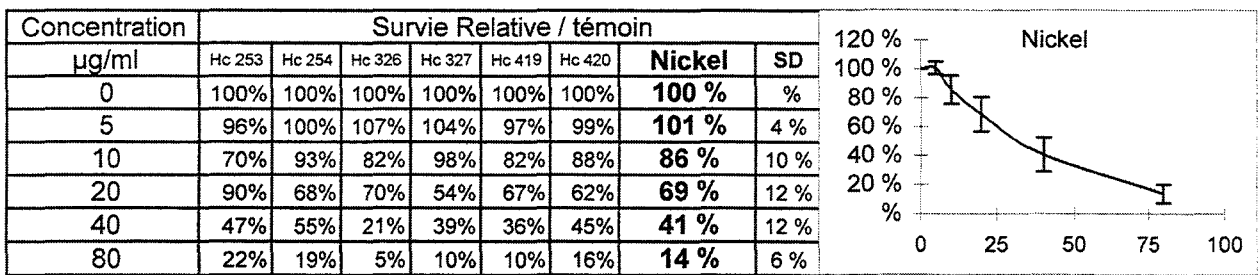 Concentration Survie Relative / témoin
µg/ml Hc 253 Hc 254 Hc 326 Hc 327 Hc 419 Hc 420 Nickel SD
0 100% 100% 100% 100% 100% 100% 100 % %
5 96% 100% 107% 104% 97% 99% 101 % 4 %
10 70% 93% 82% 98% 82% 88% 86 % 10 %
20 90% 68% 70% 54% 67% 62% 69 % 12 %
40 47% 55% 21% 39% 36% 45% 41 % 12 %
80 22% 19% 5% 10% 10% 16% 14 % 6 %
Nickel
120 %
100 %
80 %
60 %
40 %
20 %
%
0 25 50 75 100